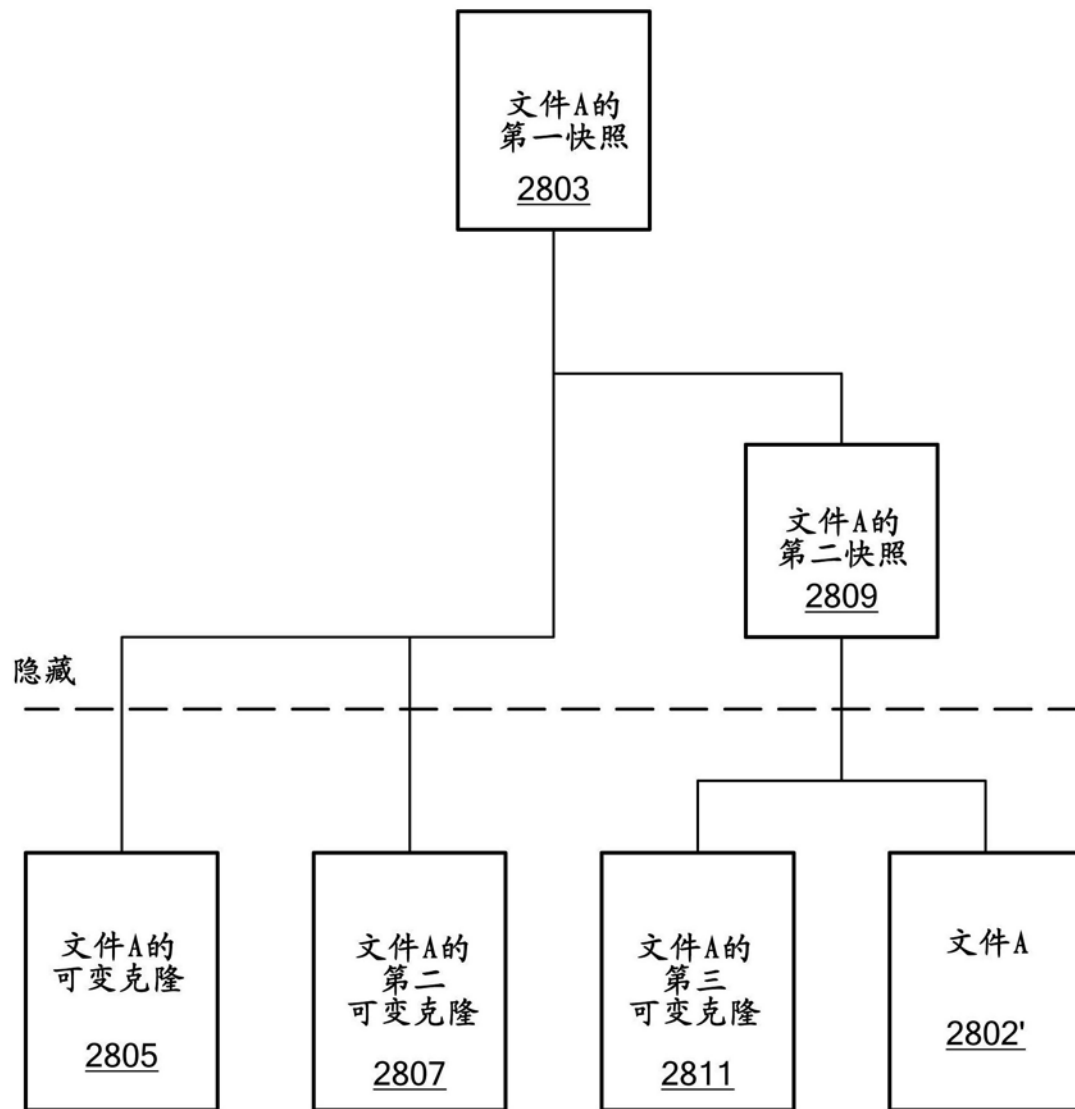 文件A的
第一快照
2803
文件A的
第二快照
2809
隐藏
文件A的
可变克隆
2805
文件A的
第二
可变克隆
2807
文件A的
第三
可变克隆
2811
文件A
2802'